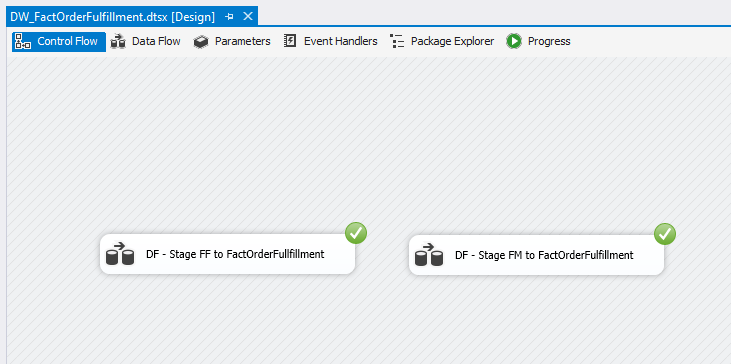 DW_FactOrderFulfillment.dtsx [Design]
Control Flow Data Flow Parameters Event Handlers Package Explorer Progress
DF - Stage FF to FactOrderFullfillment
DF - Stage FM to FactOrderFulfillment